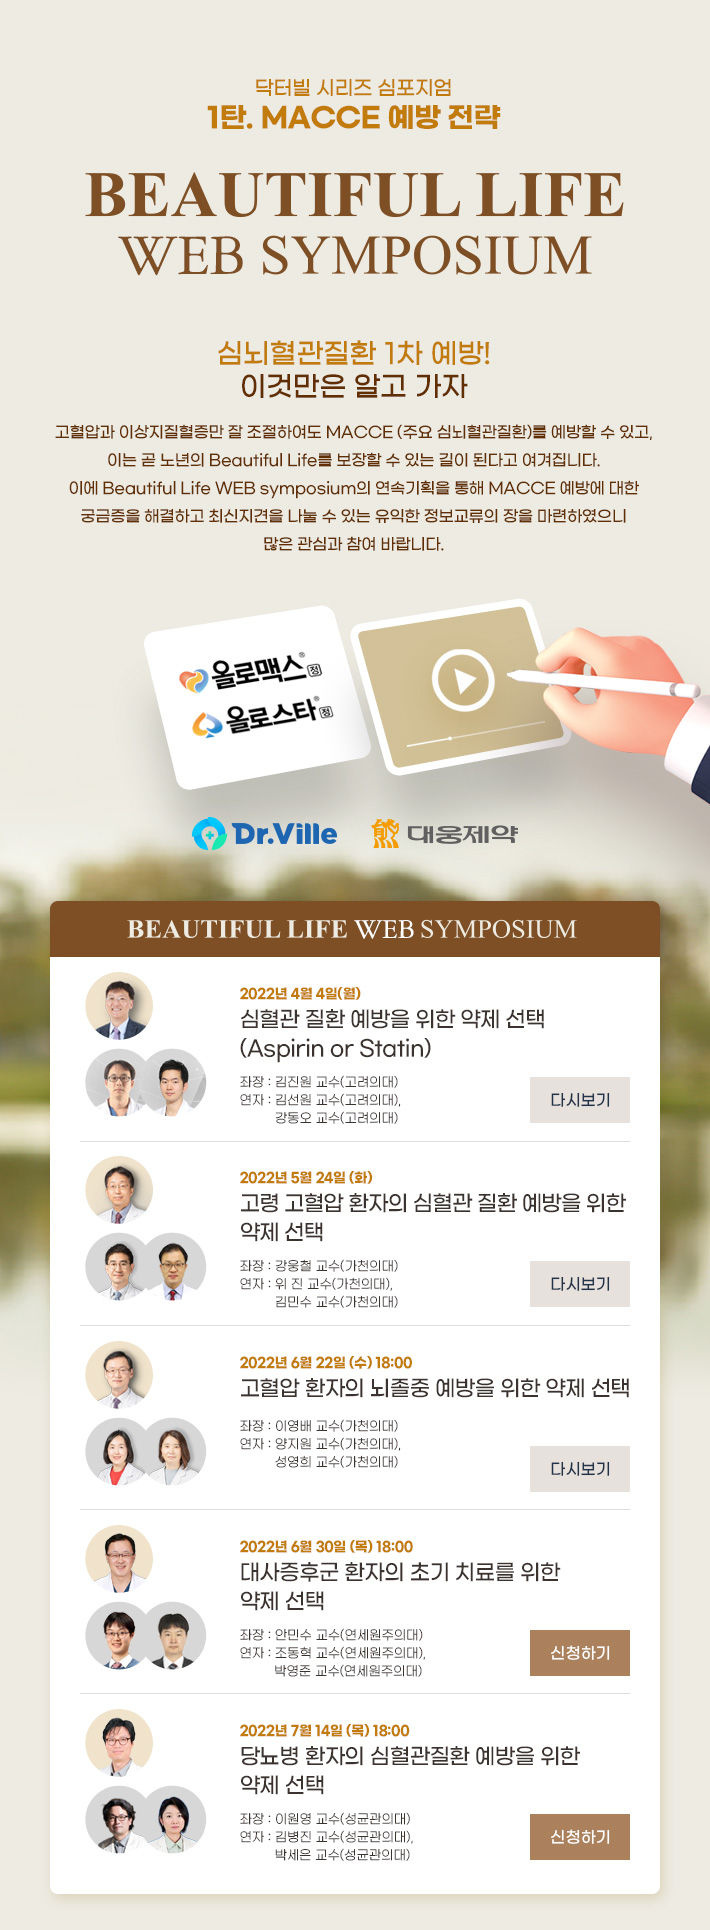 닥터빌 시리즈 심포지엄
1탄. MACCE 예방 전략
BEAUTIFUL LIFE
WEB SYMPOSIUM
심뇌혈관질환 1차 예방!
이것만은 알고 가자
고혈압과 이상지질혈증만 잘 조절하여도 MACCE (주요 심뇌혈관질환)를 예방할 수 있고,
이는 곧 노년의 Beautiful Life를 보장할 수 있는 길이 된다고 여겨집니다.
이에 Beautiful Life WEB symposium의 연속기획을 통해 MACCE 예방에 대한
궁금증을 해결하고 최신지견을 나눌 수 있는 유익한 정보교류의 장을 마련하였으니
많은 관심과 참여 바랍니다.
올로맥스® 정
올로스타® 정
Dr.Ville 대웅제약
BEAUTIFUL LIFE WEB SYMPOSIUM
2022년 4월 4일(월)
심혈관 질환 예방을 위한 약제 선택
(Aspirin or Statin)
좌장 : 김진원 교수(고려의대)
연자 : 김선원 교수(고려의대),
강동오 교수(고려의대)
다시보기
2022년 5월 24일 (화)
고령 고혈압 환자의 심혈관 질환 예방을 위한
약제 선택
좌장 : 강웅철 교수(가천의대)
연자 : 위 진 교수(가천의대),
김민수 교수(가천의대)
다시보기
2022년 6월 22일 (수) 18:00
고혈압 환자의 뇌졸중 예방을 위한 약제 선택
좌장 : 이영배 교수(가천의대)
연자 : 양지원 교수(가천의대),
성영희 교수(가천의대)
다시보기
2022년 6월 30일 (목) 18:00
대사증후군 환자의 초기 치료를 위한
약제 선택
좌장 : 안민수 교수(연세원주의대)
연자 : 조동혁 교수(연세원주의대),
박영준 교수(연세원주의대)
신청하기
2022년 7월 14일 (목) 18:00
당뇨병 환자의 심혈관질환 예방을 위한
약제 선택
좌장 : 이원영 교수(성균관의대)
연자 : 김병진 교수(성균관의대),
박세은 교수(성균관의대)
신청하기